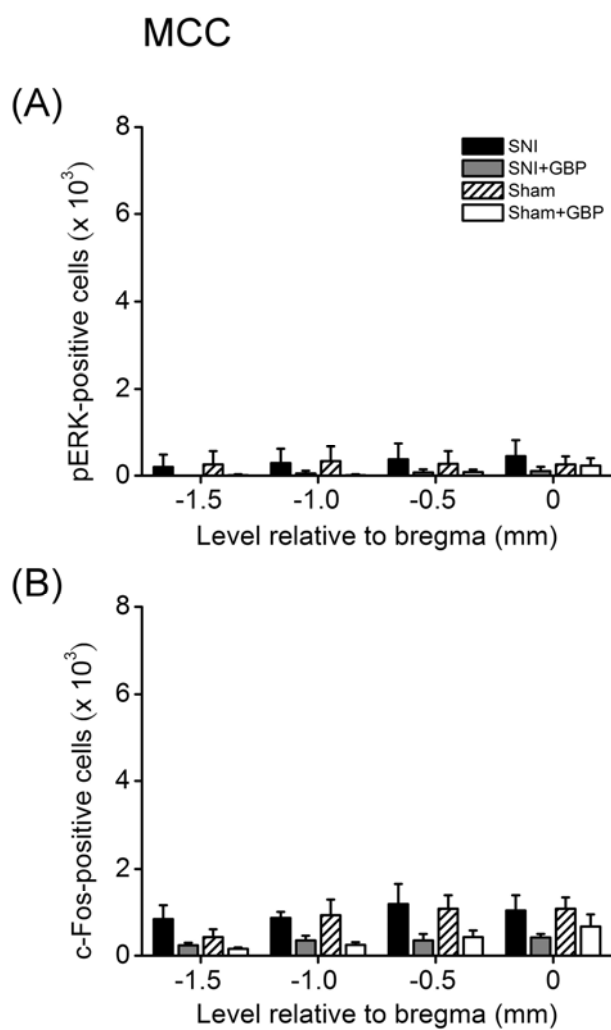 MCC
(A)
pERK-positive cells (x 10³)
8
6
4
2
0
SNI
SNI+GBP
Sham
Sham+GBP
-1.5 -1.0 -0.5 0
Level relative to bregma (mm)
(B)
c-Fos-positive cells (x 10³)
8
6
4
2
0
-1.5 -1.0 -0.5 0
Level relative to bregma (mm)